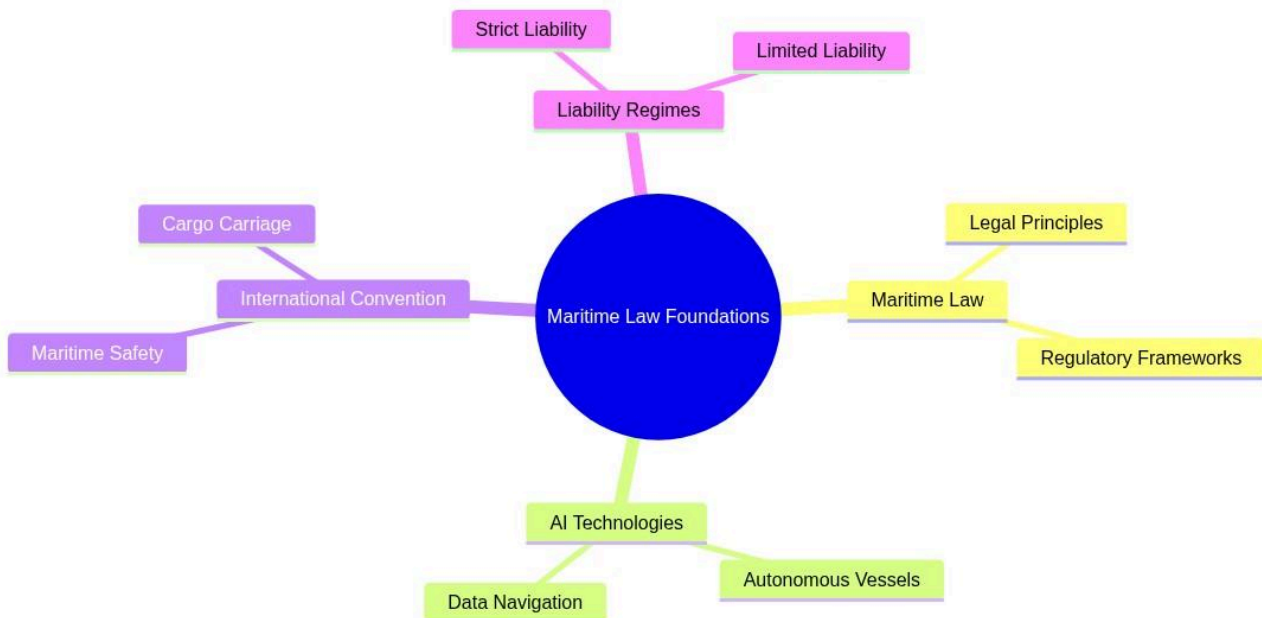 Strict Liability
Limited Liability
Liability Regimes
Cargo Carriage
Legal Principles
International Convention
Maritime Law Foundations
Maritime Law
Maritime Safety
Regulatory Frameworks
AI Technologies
Autonomous Vessels
Data Navigation